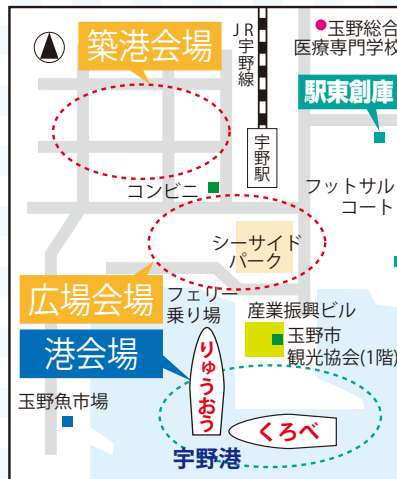 JR宇野線
玉野総合
医療専門学校
築港会場
駅東創庫
宇野駅
コンビニ
フットサル
コート
シーサイド
パーク
広場会場
フェリー
乗り場
産業振興ビル
港会場
りゅうおう
玉野市
観光協会(1階)
玉野魚市場
くろべ
宇野港